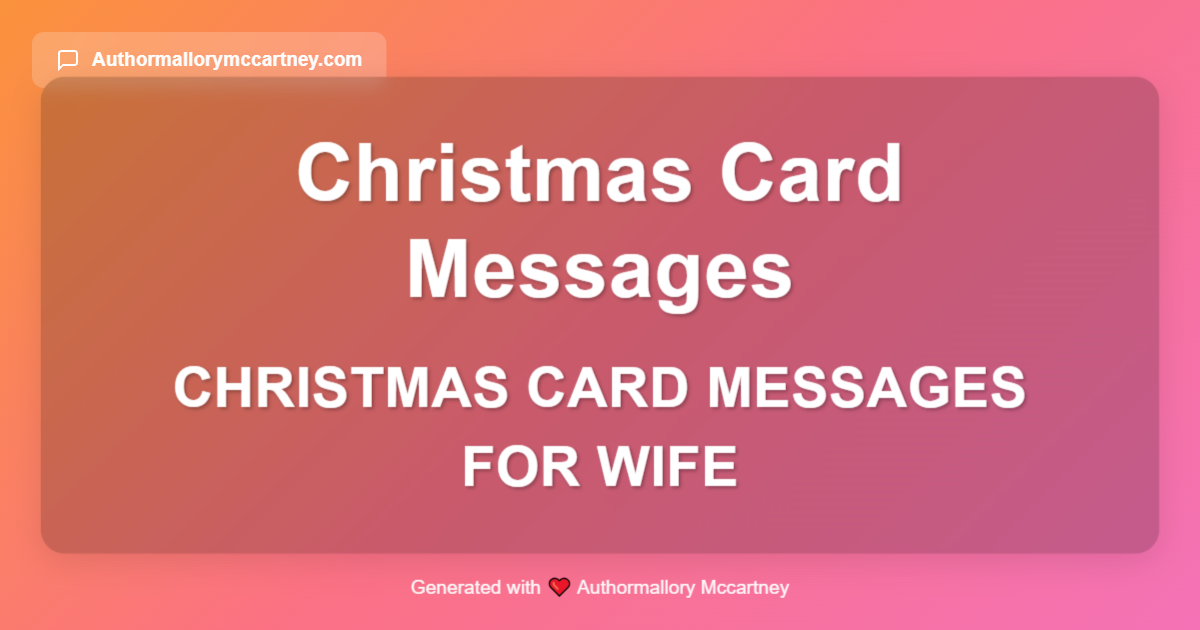 Authormallorymccartney.com
Christmas Card
Messages
CHRISTMAS CARD MESSAGES
FOR WIFE
Generated with ❤️ Authormallory Mccartney